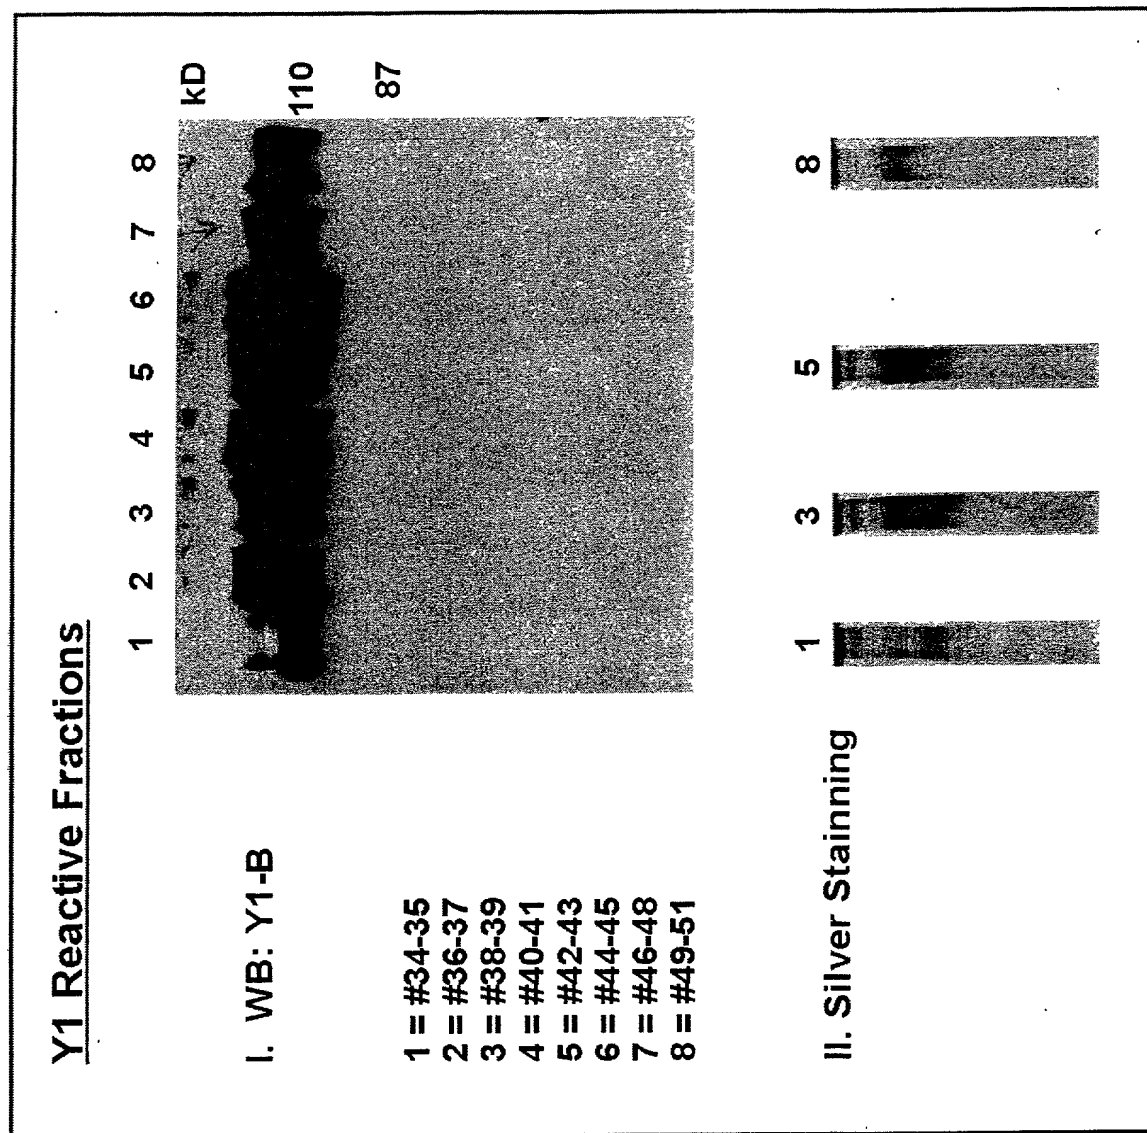 Y1 Reactive Fractions
I. WB: Y1-B
1 2 3 4 5 6 7 8
kD
110
87
1 = #34-35
2 = #36-37
3 = #38-39
4 = #40-41
5 = #42-43
6 = #44-45
7 = #46-48
8 = #49-51
II. Silver Stainning
1 3 5 8